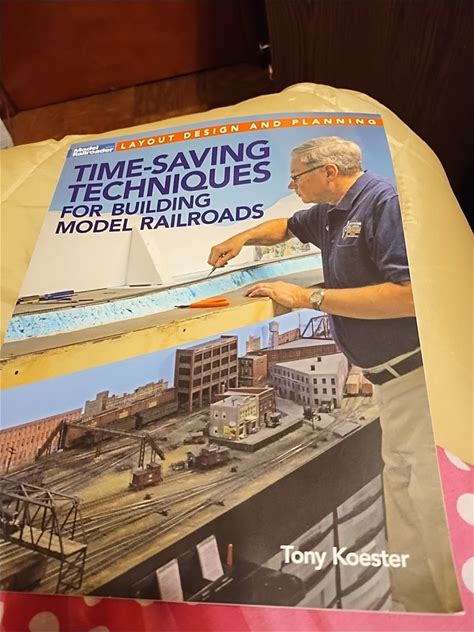 Model Railroader
LAYOUT DESIGN AND PLANNING
TIME-SAVING
TECHNIQUES
FOR BUILDING
MODEL RAILROADS
Tony Koester